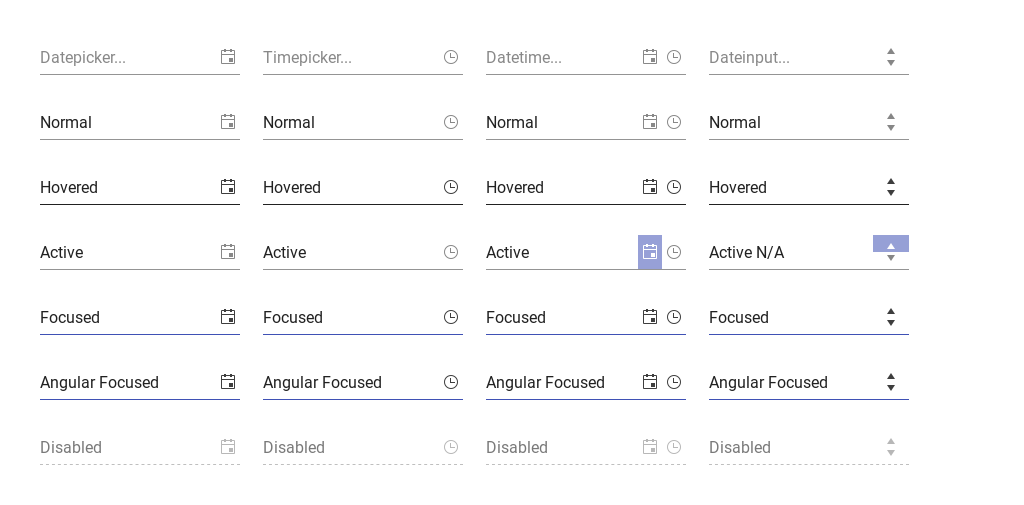 Datepicker... Timepicker... Datetime... Dateinput...
Normal Normal Normal Normal
Hovered Hovered Hovered Hovered
Active Active Active Active N/A
Focused Focused Focused Focused
Angular Focused Angular Focused Angular Focused Angular Focused
Disabled Disabled Disabled Disabled